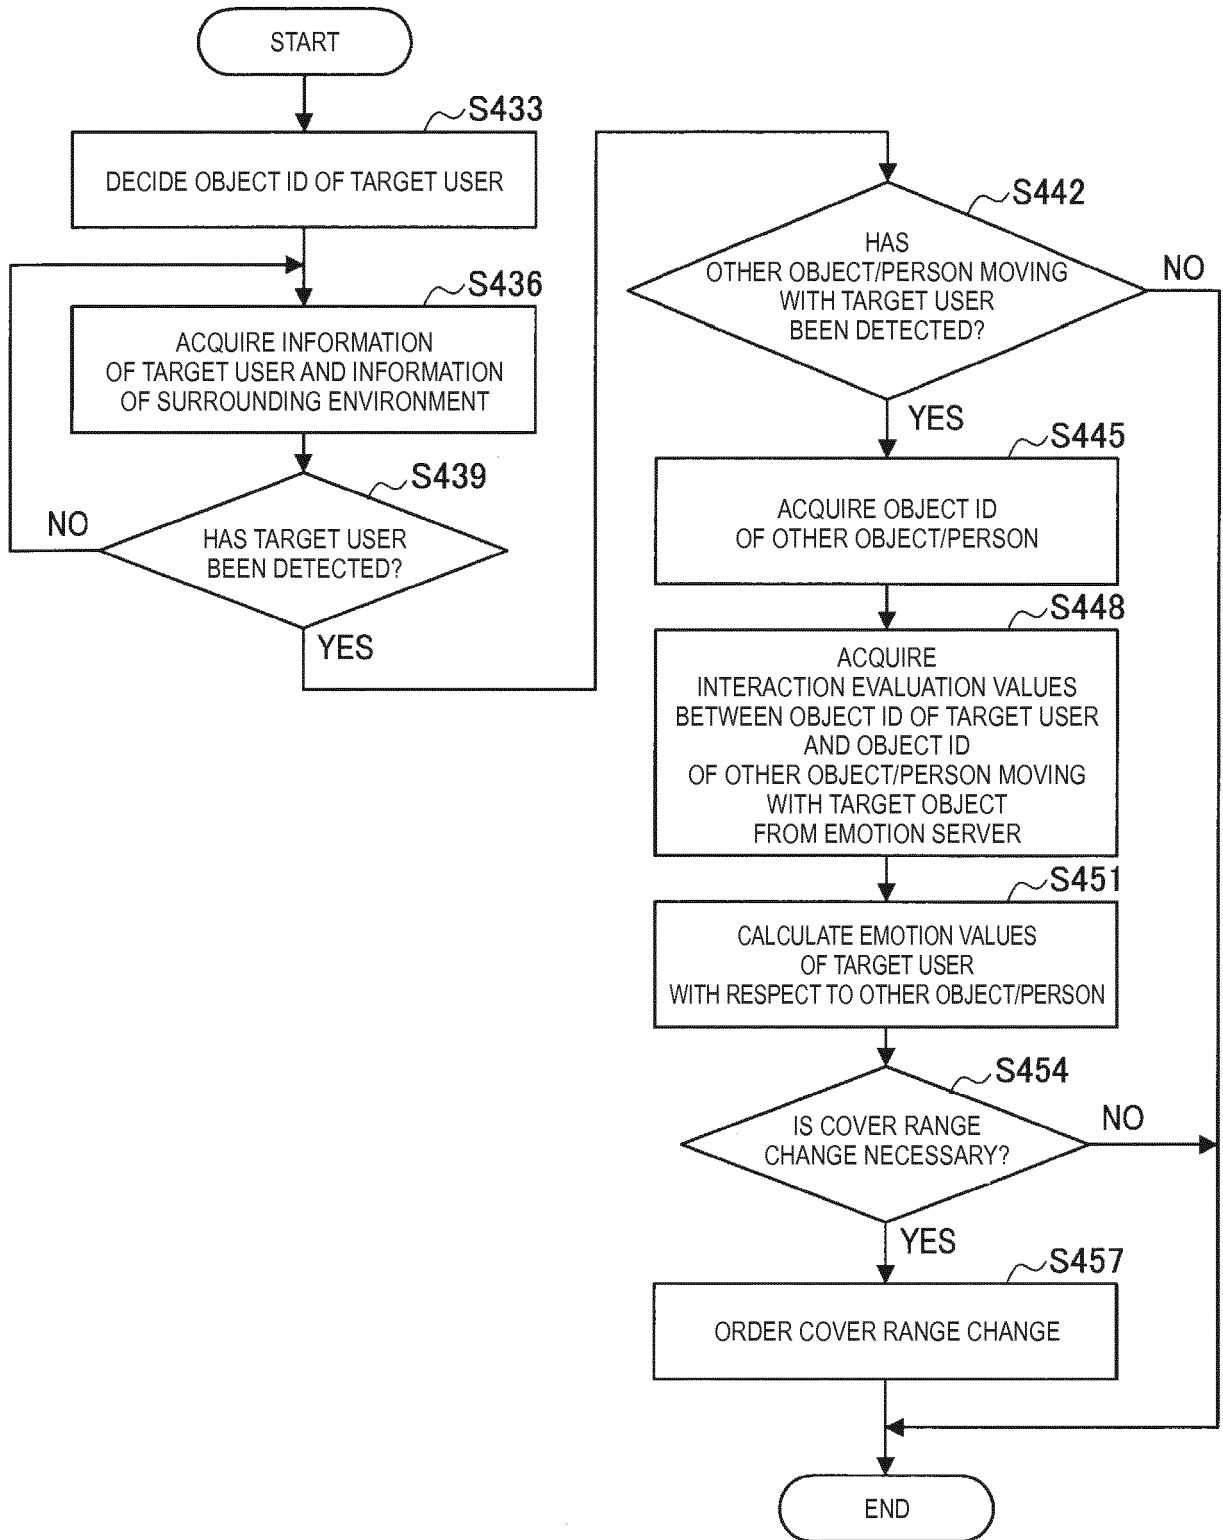 START
S433
DECIDE OBJECT ID OF TARGET USER
S436
ACQUIRE INFORMATION
OF TARGET USER AND INFORMATION
OF SURROUNDING ENVIRONMENT
S439
NO
HAS TARGET USER
BEEN DETECTED?
YES
S442
HAS
OTHER OBJECT/PERSON MOVING
WITH TARGET USER
BEEN DETECTED?
NO
YES
S445
ACQUIRE OBJECT ID
OF OTHER OBJECT/PERSON
S448
ACQUIRE
INTERACTION EVALUATION VALUES
BETWEEN OBJECT ID OF TARGET USER
AND OBJECT ID
OF OTHER OBJECT/PERSON MOVING
WITH TARGET OBJECT
FROM EMOTION SERVER
S451
CALCULATE EMOTION VALUES
OF TARGET USER
WITH RESPECT TO OTHER OBJECT/PERSON
S454
IS COVER RANGE
CHANGE NECESSARY?
NO
YES
S457
ORDER COVER RANGE CHANGE
END